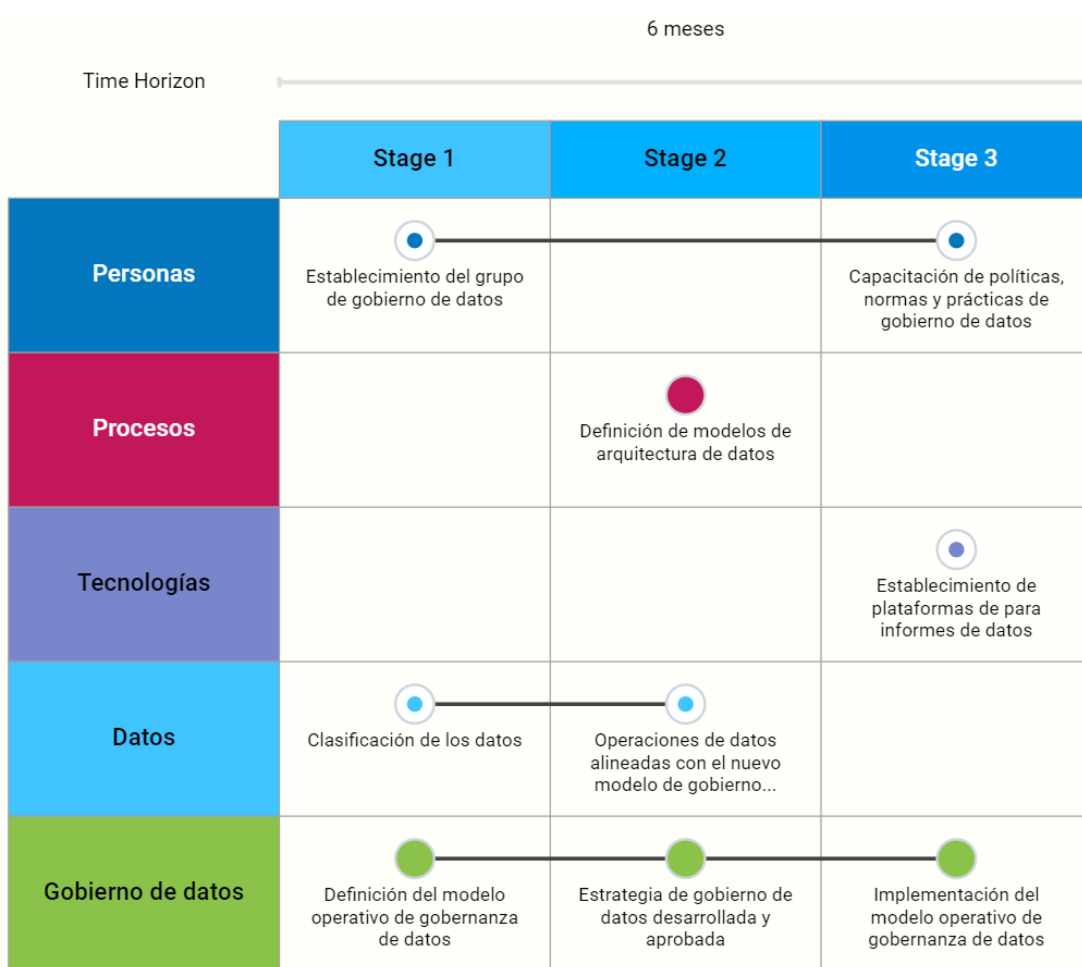 6 meses
Time Horizon
Stage 1
Stage 2
Stage 3
Personas
Establecimiento del grupo
de gobierno de datos
Capacitación de políticas,
normas y prácticas de
gobierno de datos
Procesos
Definición de modelos de
arquitectura de datos
Tecnologías
Establecimiento de
plataformas de para
informes de datos
Datos
Clasificación de los datos
Operaciones de datos
alineadas con el nuevo
modelo de gobierno...
Gobierno de datos
Definición del modelo
operativo de gobernanza
de datos
Estrategia de gobierno de
datos desarrollada y
aprobada
Implementación del
modelo operativo de
gobernanza de datos